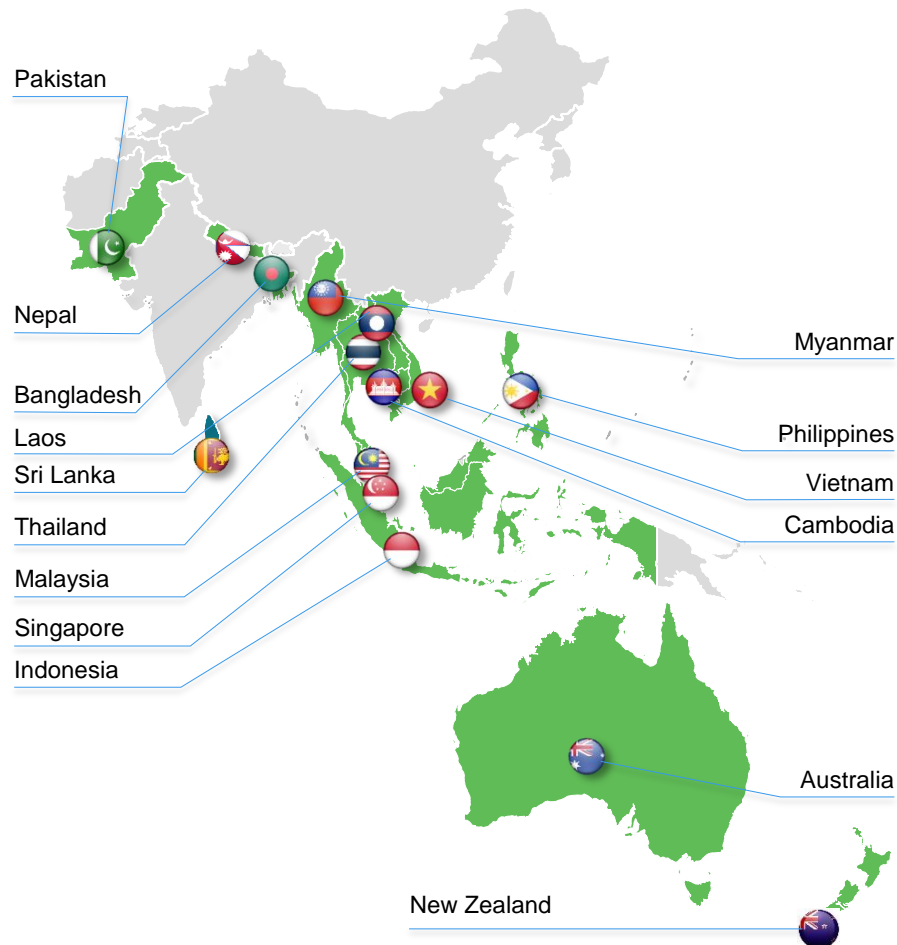 Pakistan
Nepal
Bangladesh
Laos
Sri Lanka
Thailand
Malaysia
Singapore
Indonesia
Myanmar
Philippines
Vietnam
Cambodia
Australia
New Zealand